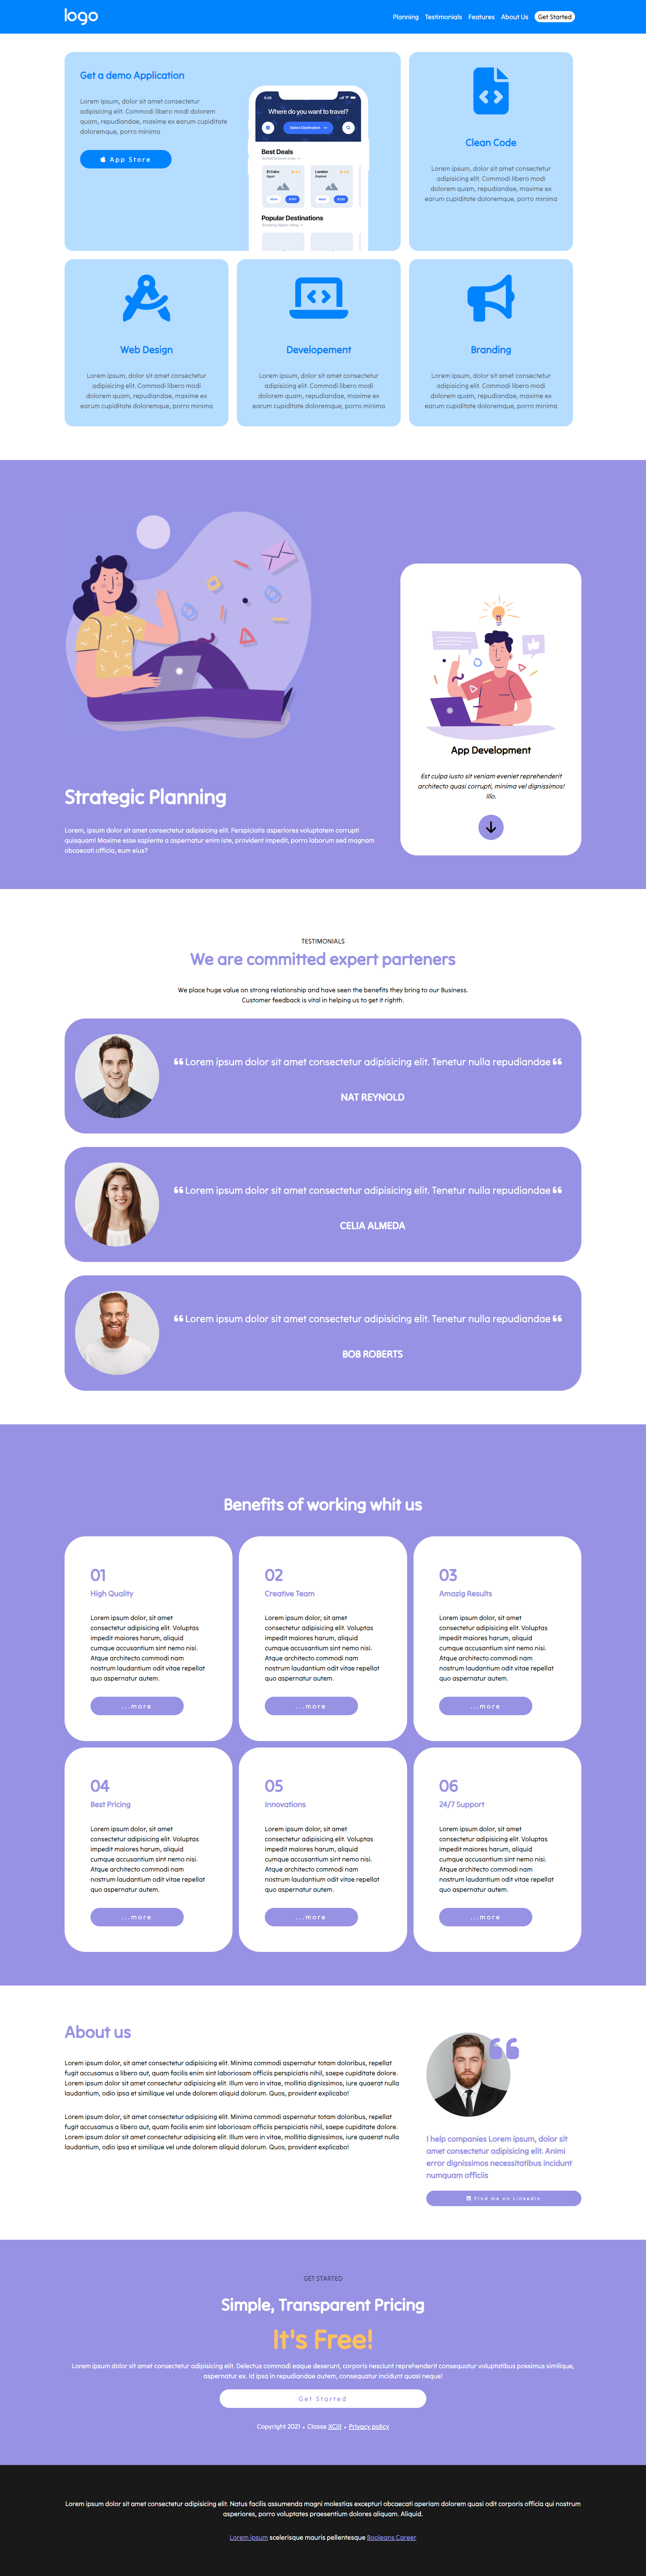 logo
Planning Testimonials Features About Us Get Started
Get a demo Application
Lorem ipsum, dolor sit amet consectetur
adipisicing elit. Commodi libero modi dolorem
quam, repudiandae, maxime ex earum cupiditate
doloremque, porro minima
App Store
Where do you want to travel?
Select Destination
Best Deals
El Cairo
Egypt
London
England
Popular Destinations
Clean Code
Lorem ipsum, dolor sit amet consectetur
adipisicing elit. Commodi libero modi
dolorem quam, repudiandae, maxime ex
earum cupiditate doloremque, porro minima
Web Design
Lorem ipsum, dolor sit amet consectetur
adipisicing elit. Commodi libero modi
dolorem quam, repudiandae, maxime ex
earum cupiditate doloremque, porro minima
Developement
Lorem ipsum, dolor sit amet consectetur
adipisicing elit. Commodi libero modi
dolorem quam, repudiandae, maxime ex
earum cupiditate doloremque, porro minima
Branding
Lorem ipsum, dolor sit amet consectetur
adipisicing elit. Commodi libero modi
dolorem quam, repudiandae, maxime ex
earum cupiditate doloremque, porro minima
Strategic Planning
Lorem, ipsum dolor sit amet consectetur adipisicing elit. Perspiciatis asperiores voluptatem corrupti
quisquam! Maxime esse sapiente a aspernatur enim iste, provident impedit, porro laborum sed magnam
obcaecati officia, eum eius?
App Development
Est culpa iusto sit veniam eveniet reprehenderit
architecto quasi corrupti, minima vel dignissimos!
Illo.
TESTIMONIALS
We are committed expert parteners
We place huge value on strong relationship and have seen the benefits they bring to our Business.
Customer feedback is vital in helping us to get it righth.
Lorem ipsum dolor sit amet consectetur adipisicing elit. Tenetur nulla repudiandae
NAT REYNOLD
Lorem ipsum dolor sit amet consectetur adipisicing elit. Tenetur nulla repudiandae
CELIA ALMEDA
Lorem ipsum dolor sit amet consectetur adipisicing elit. Tenetur nulla repudiandae
BOB ROBERTS
Benefits of working whit us
01
High Quality
Lorem ipsum dolor, sit amet
consectetur adipisicing elit. Voluptas
impedit maiores harum, aliquid
cumque accusantium sint nemo nisi.
Atque architecto commodi nam
nostrum laudantium odit vitae repellat
quo aspernatur autem.
...more
02
Creative Team
Lorem ipsum dolor, sit amet
consectetur adipisicing elit. Voluptas
impedit maiores harum, aliquid
cumque accusantium sint nemo nisi.
Atque architecto commodi nam
nostrum laudantium odit vitae repellat
quo aspernatur autem.
...more
03
Amazig Results
Lorem ipsum dolor, sit amet
consectetur adipisicing elit. Voluptas
impedit maiores harum, aliquid
cumque accusantium sint nemo nisi.
Atque architecto commodi nam
nostrum laudantium odit vitae repellat
quo aspernatur autem.
...more
04
Best Pricing
Lorem ipsum dolor, sit amet
consectetur adipisicing elit. Voluptas
impedit maiores harum, aliquid
cumque accusantium sint nemo nisi.
Atque architecto commodi nam
nostrum laudantium odit vitae repellat
quo aspernatur autem.
...more
05
Innovations
Lorem ipsum dolor, sit amet
consectetur adipisicing elit. Voluptas
impedit maiores harum, aliquid
cumque accusantium sint nemo nisi.
Atque architecto commodi nam
nostrum laudantium odit vitae repellat
quo aspernatur autem.
...more
06
24/7 Support
Lorem ipsum dolor, sit amet
consectetur adipisicing elit. Voluptas
impedit maiores harum, aliquid
cumque accusantium sint nemo nisi.
Atque architecto commodi nam
nostrum laudantium odit vitae repellat
quo aspernatur autem.
...more
About us
Lorem ipsum dolor, sit amet consectetur adipisicing elit. Minima commodi aspernatur totam doloribus, repellat
fugit accusamus a libero aut, quam facilis enim sint laboriosam officiis perspiciatis nihil, saepe cupiditate dolore.
Lorem ipsum dolor sit amet consectetur adipisicing elit. Illum vero in vitae, mollitia dignissimos, iure quaerat nulla
laudantium, odio ipsa et similique vel unde dolorem aliquid dolorum. Quos, provident explicabo!
Lorem ipsum dolor, sit amet consectetur adipisicing elit. Minima commodi aspernatur totam doloribus, repellat
fugit accusamus a libero aut, quam facilis enim sint laboriosam officiis perspiciatis nihil, saepe cupiditate dolore.
Lorem ipsum dolor sit amet consectetur adipisicing elit. Illum vero in vitae, mollitia dignissimos, iure quaerat nulla
laudantium, odio ipsa et similique vel unde dolorem aliquid dolorum. Quos, provident explicabo!
I help companies Lorem ipsum, dolor sit
amet consectetur adipisicing elit. Animi
error dignissimos necessitatibus incidunt
numquam officiis
Find me on Linkedin
GET STARTED
Simple, Transparent Pricing
It's Free!
Lorem ipsum dolor sit amet consectetur adipisicing elit. Delectus commodi eaque deserunt, corporis nesciunt reprehenderit consequatur voluptatibus possimus similique,
aspernatur ex. Id ipsa in repudiandae autem, consequatur incidunt quasi neque!
Get Started
Copyright 2021 • Classe XCIII • Privacy policy
Lorem ipsum dolor sit amet consectetur adipisicing elit. Natus facilis assumenda magni molestias excepturi obcaecati aperiam dolorem quasi odit corporis officia qui nostrum
asperiores, porro voluptates praesentium dolores aliquam. Aliquid.
Lorem ipsum scelerisque mauris pellentesque Booleans Career